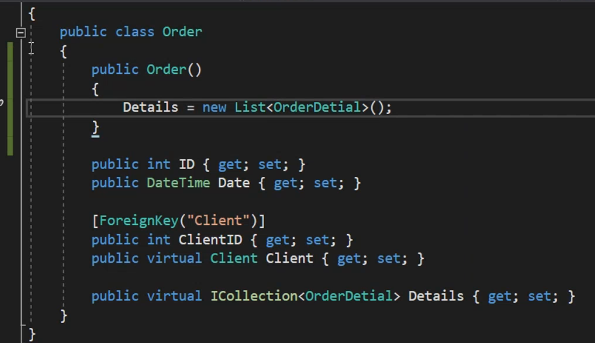 {
public class Order
{
public Order()
{
Details = new List<OrderDetial>();
}
public int ID { get; set; }
public DateTime Date { get; set; }
[ForeignKey("Client")]
public int ClientID { get; set; }
public virtual Client Client { get; set; }
public virtual ICollection<OrderDetial> Details { get; set; }
}
}